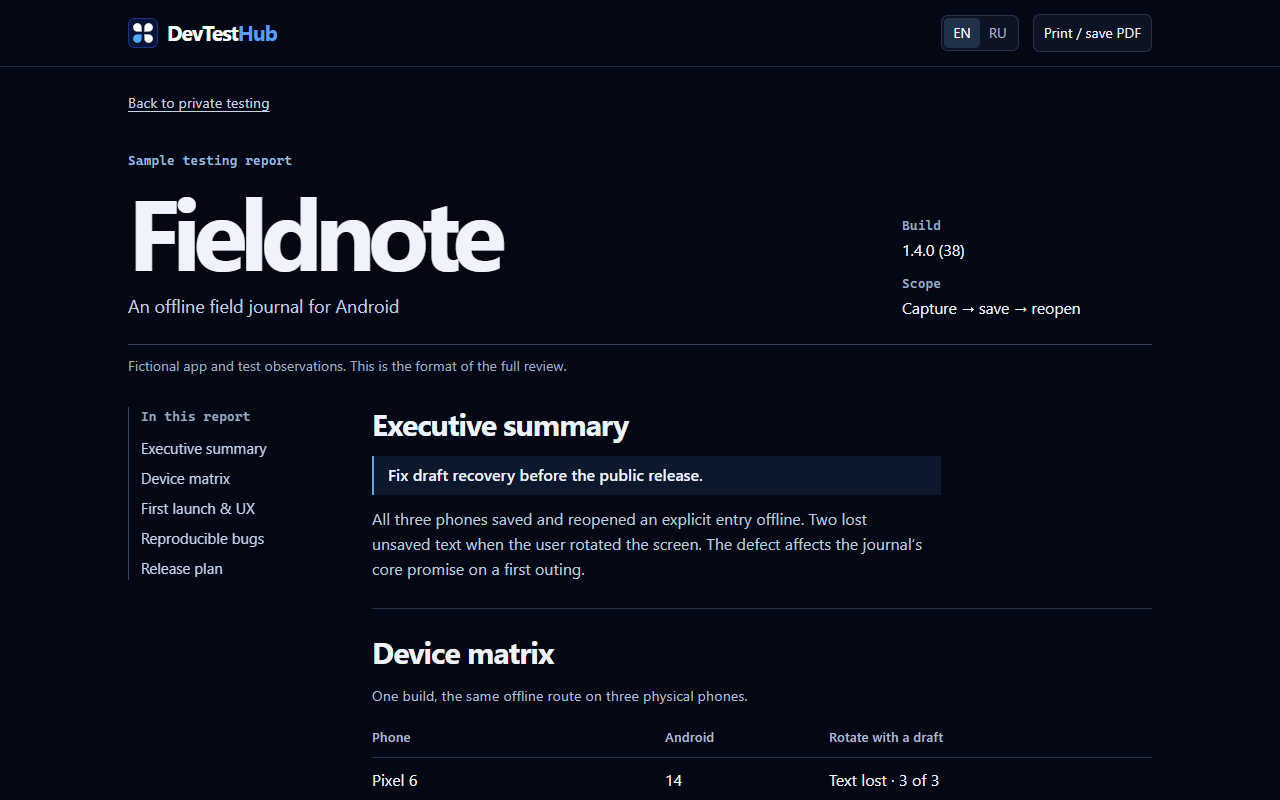 DevTestHub
EN RU
Print / save PDF
Back to private testing
Sample testing report
Fieldnote
An offline field journal for Android
Build
1.4.0 (38)
Scope
Capture → save → reopen
Fictional app and test observations. This is the format of the full review.
In this report
Executive summary
Device matrix
First launch & UX
Reproducible bugs
Release plan
Executive summary
Fix draft recovery before the public release.
All three phones saved and reopened an explicit entry offline. Two lost
unsaved text when the user rotated the screen. The defect affects the journal’s
core promise on a first outing.
Device matrix
One build, the same offline route on three physical phones.
Phone Android Rotate with a draft
Pixel 6 14 Text lost · 3 of 3